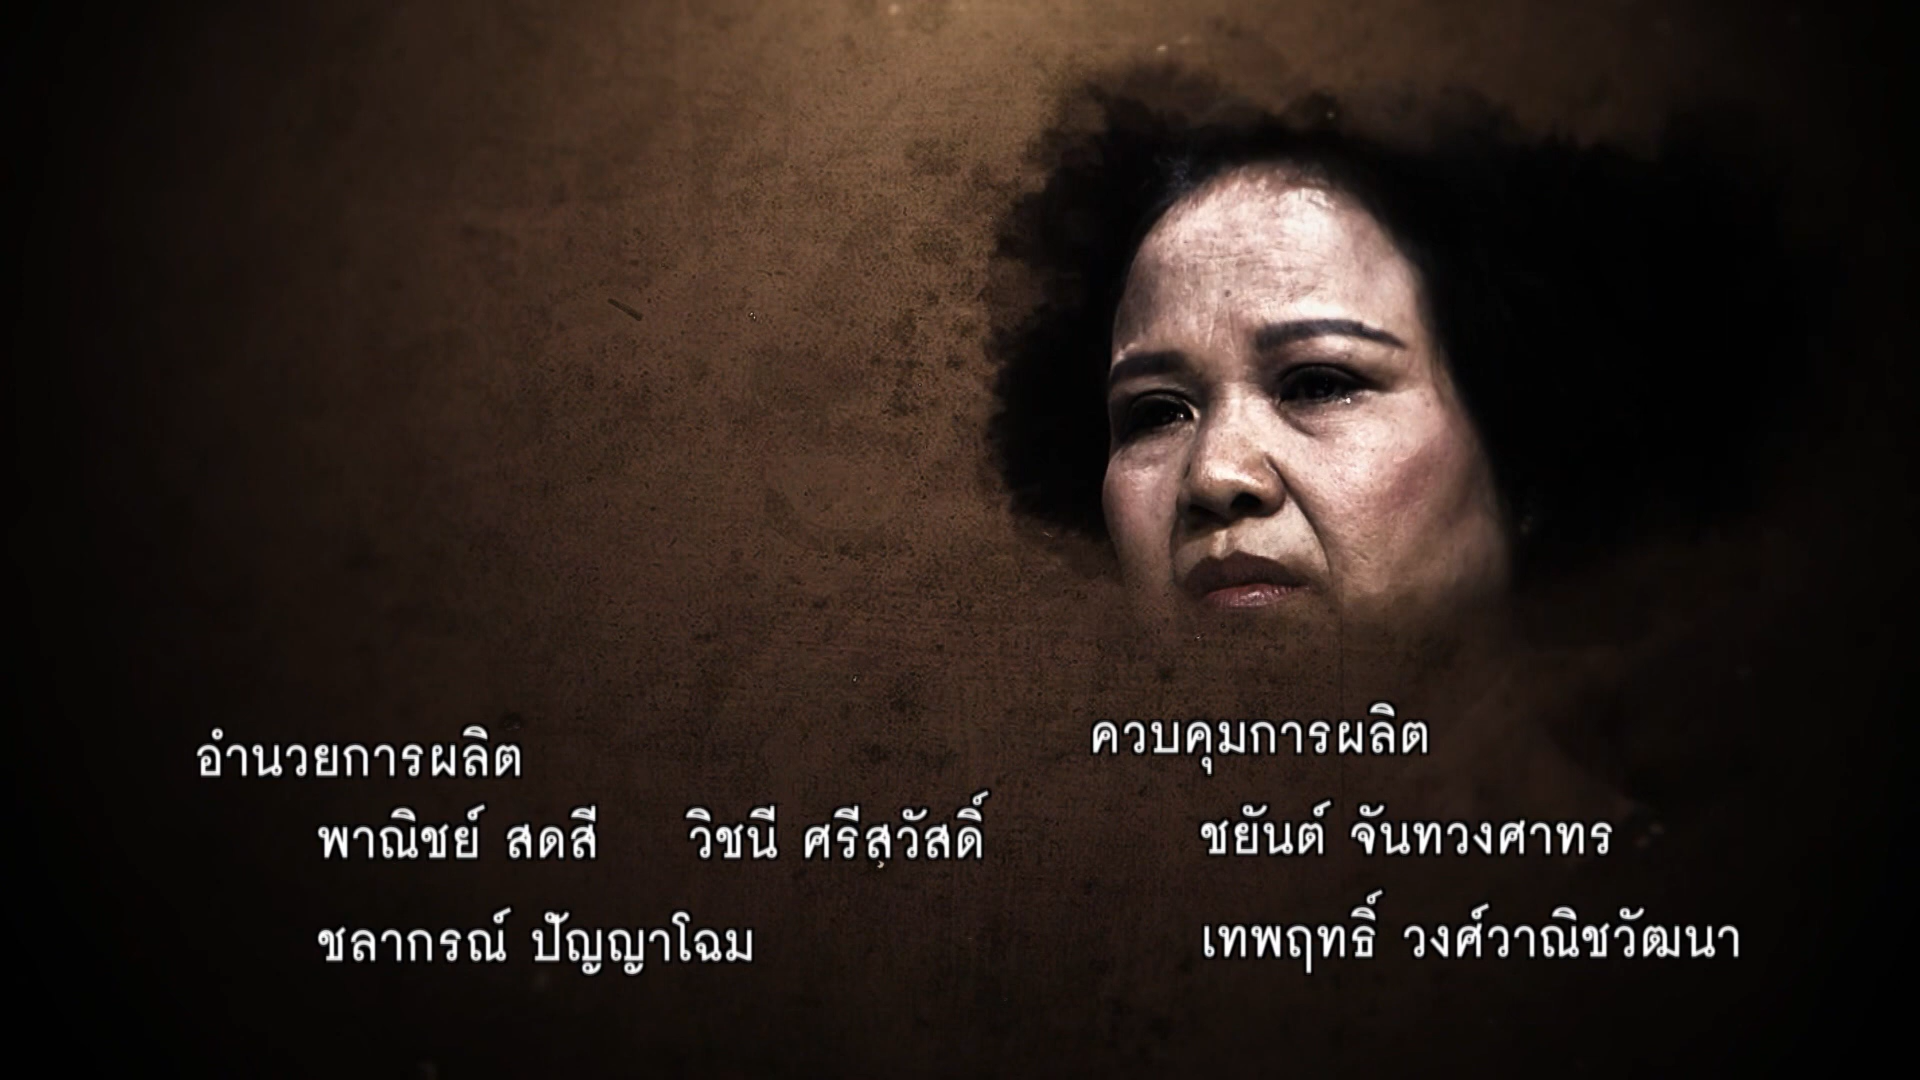 อำนวยการผลิต
พาณิชย์ สดสี วิชนี ศรีสุวัสดิ์
ชลากรณ์ ปัญญาโฉม
ควบคุมการผลิต
ชยันต์ จันทวงศาทร
เทพฤทธิ์ วงศ์วาณิชวัฒนา